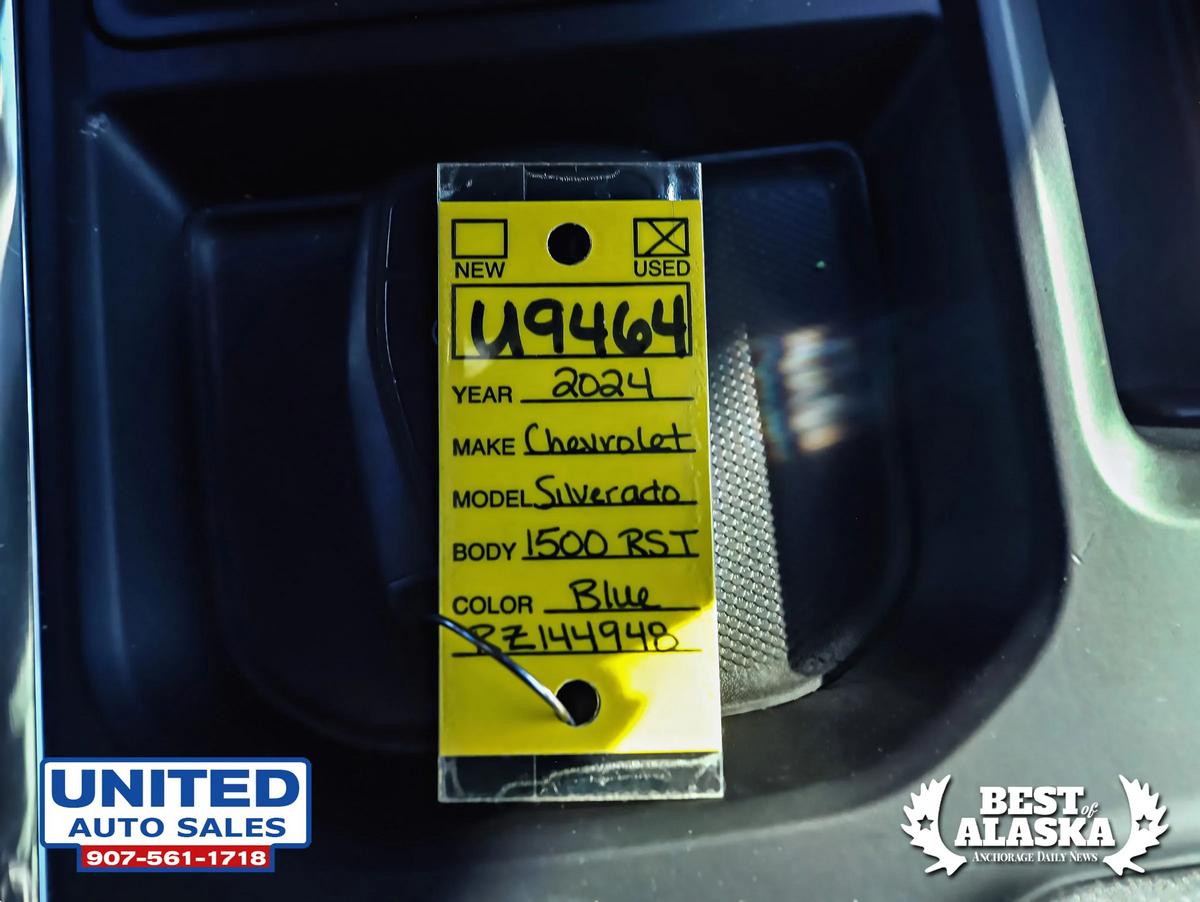 NEW USED
U9464
YEAR 2024
MAKE Chevrolet
MODEL Silverado
BODY 1500 RST
COLOR Blue
RZ144948
UNITED
AUTO SALES
907-561-1718
BEST of
ALASKA
ANCHORAGE DAILY NEWS